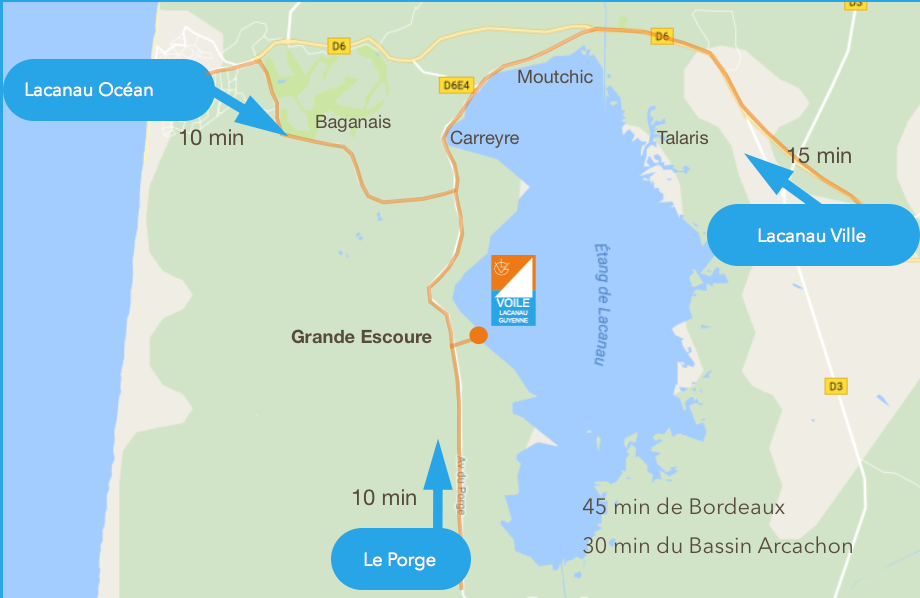 D3
D6
D6
Moutchic
D6E4
Lacanau Océan
Baganais
10 min
Carreyre
Talaris
15 min
Lacanau Ville
Étang de Lacanau
VOILE
LACANAU
GUYENNE
Grande Escoure
D3
Av. du Porge
10 min
45 min de Bordeaux
30 min du Bassin Arcachon
Le Porge